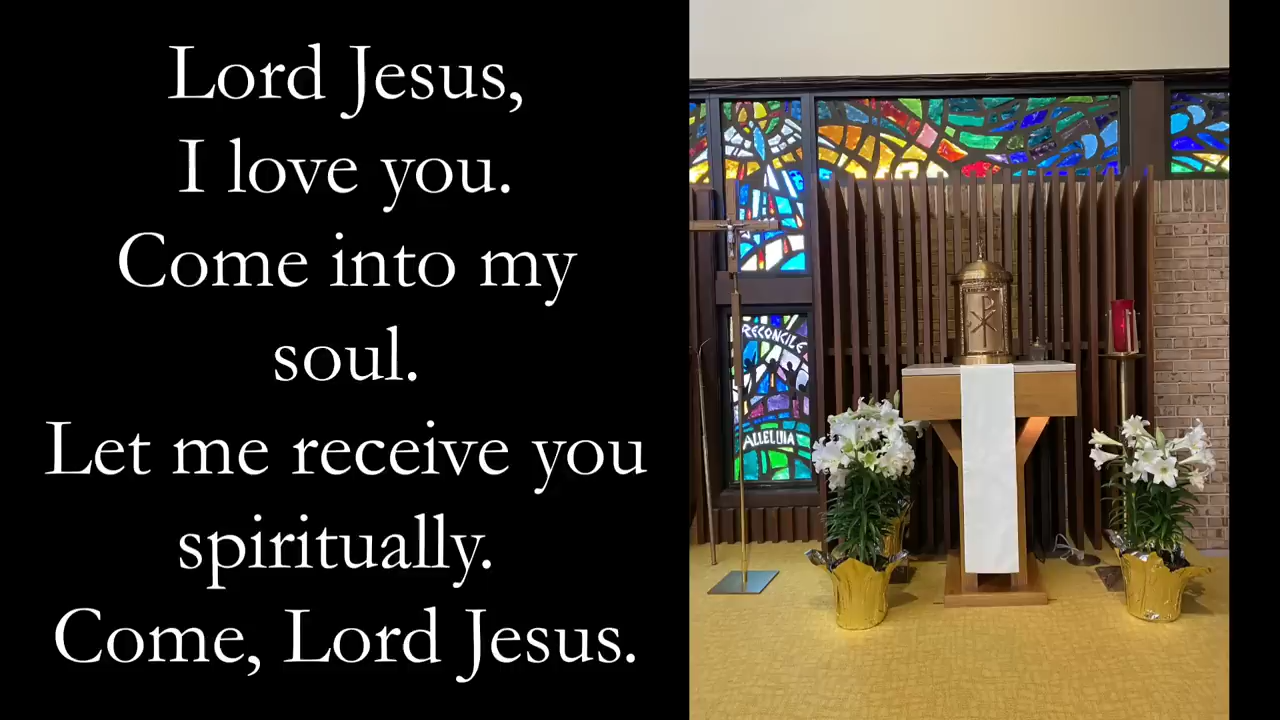 Lord Jesus,
I love you.
Come into my
soul.
Let me receive you
spiritually.
Come, Lord Jesus.
RECONCILE
ALLELUIA